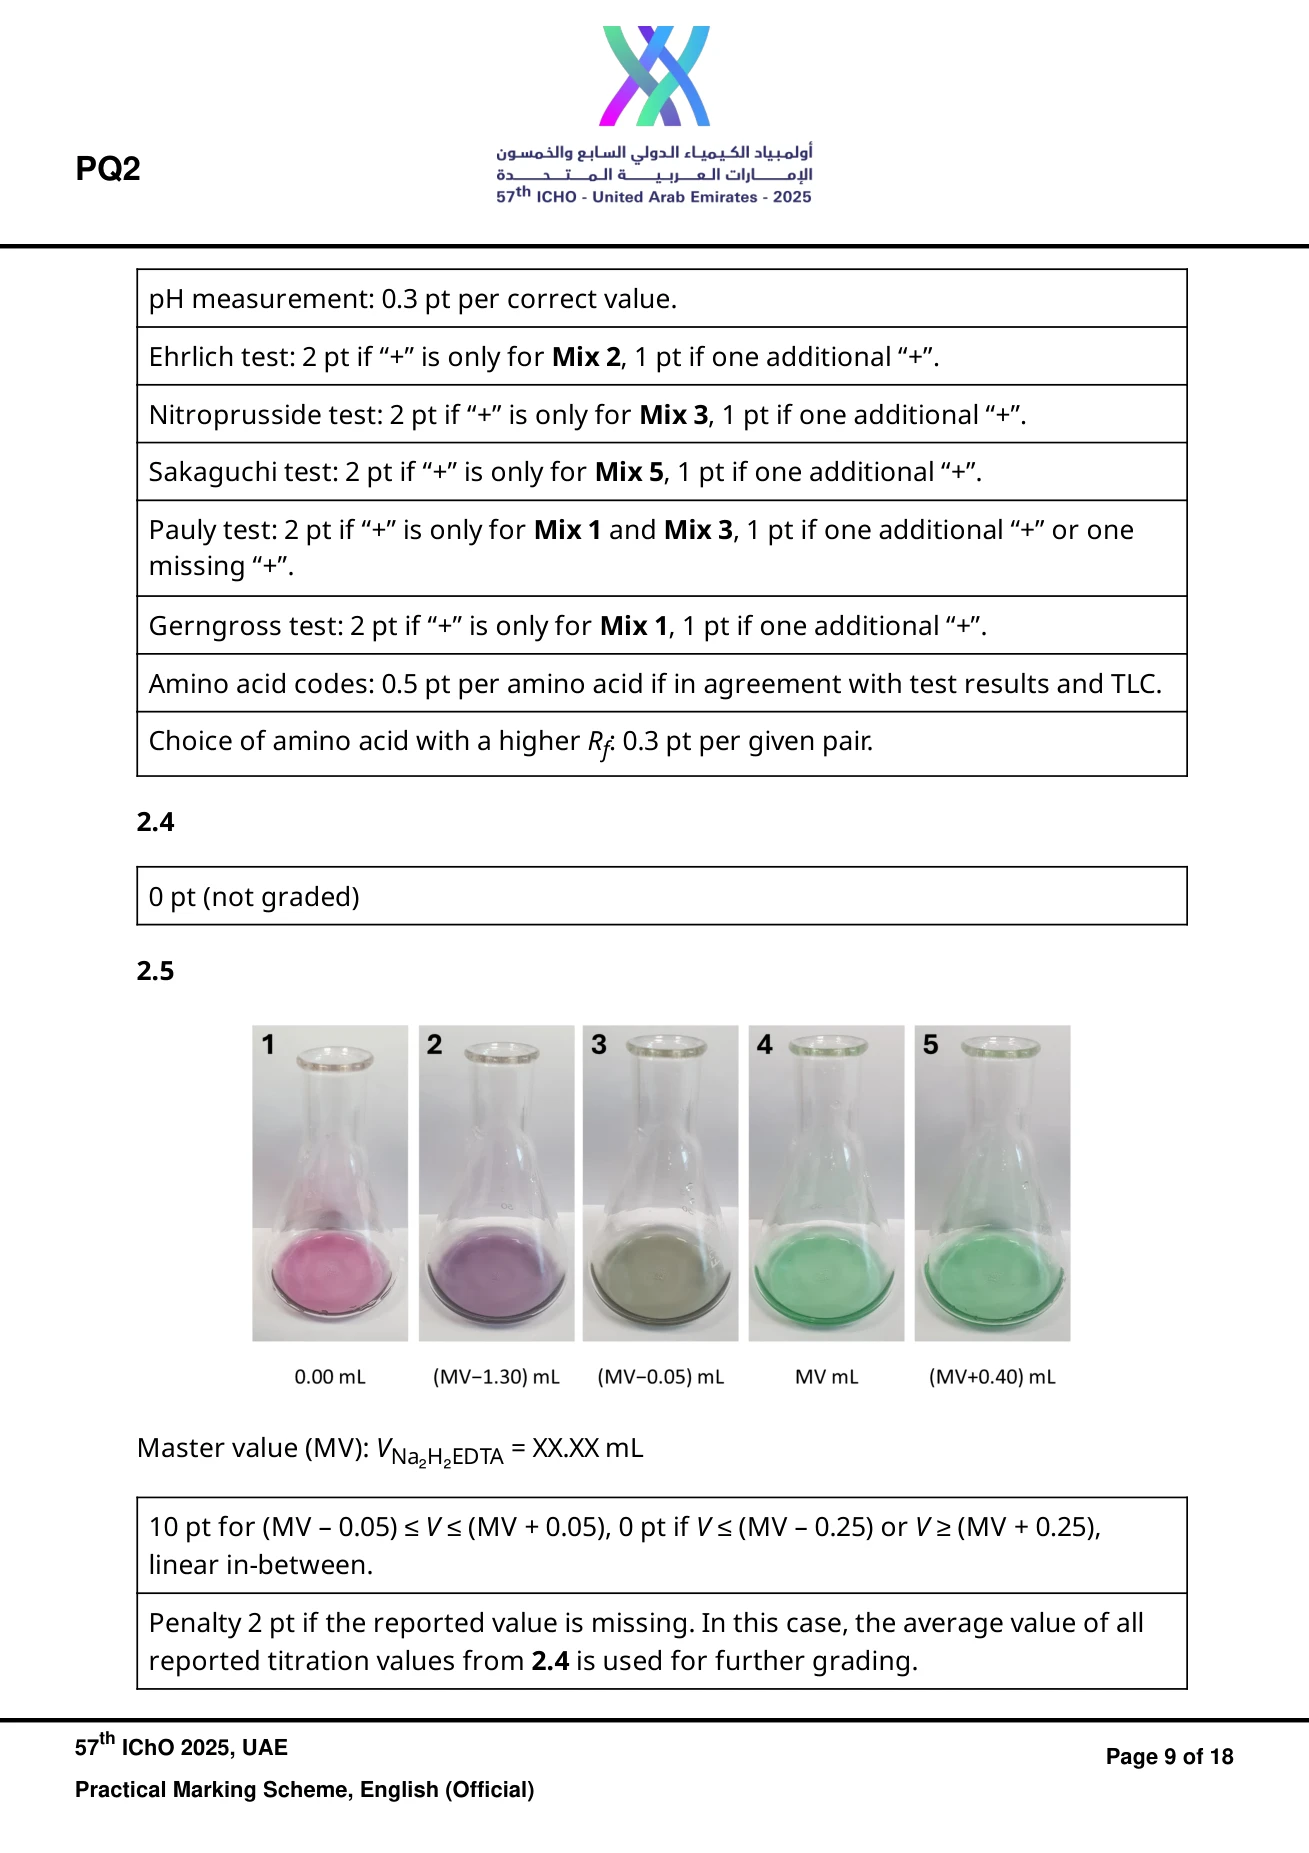 PQ2
أولمبياد الكيمياء الدولي السابع والخمسون
الإمارات العربية المتحدة
57th ICHO - United Arab Emirates - 2025
pH measurement: 0.3 pt per correct value.
Ehrlich test: 2 pt if “+” is only for Mix 2, 1 pt if one additional “+”.
Nitroprusside test: 2 pt if “+” is only for Mix 3, 1 pt if one additional “+”.
Sakaguchi test: 2 pt if “+” is only for Mix 5, 1 pt if one additional “+”.
Pauly test: 2 pt if “+” is only for Mix 1 and Mix 3, 1 pt if one additional “+” or one
missing “+”.
Gerngross test: 2 pt if “+” is only for Mix 1, 1 pt if one additional “+”.
Amino acid codes: 0.5 pt per amino acid if in agreement with test results and TLC.
Choice of amino acid with a higher Rf: 0.3 pt per given pair.
2.4
0 pt (not graded)
2.5
1 2 3 4 5
0.00 mL (MV−1.30) mL (MV−0.05) mL MV mL (MV+0.40) mL
Master value (MV): VNa₂H₂EDTA = XX.XX mL
10 pt for (MV – 0.05) ≤ V ≤ (MV + 0.05), 0 pt if V ≤ (MV – 0.25) or V ≥ (MV + 0.25),
linear in-between.
Penalty 2 pt if the reported value is missing. In this case, the average value of all
reported titration values from 2.4 is used for further grading.
57th IChO 2025, UAE
Page 9 of 18
Practical Marking Scheme, English (Official)